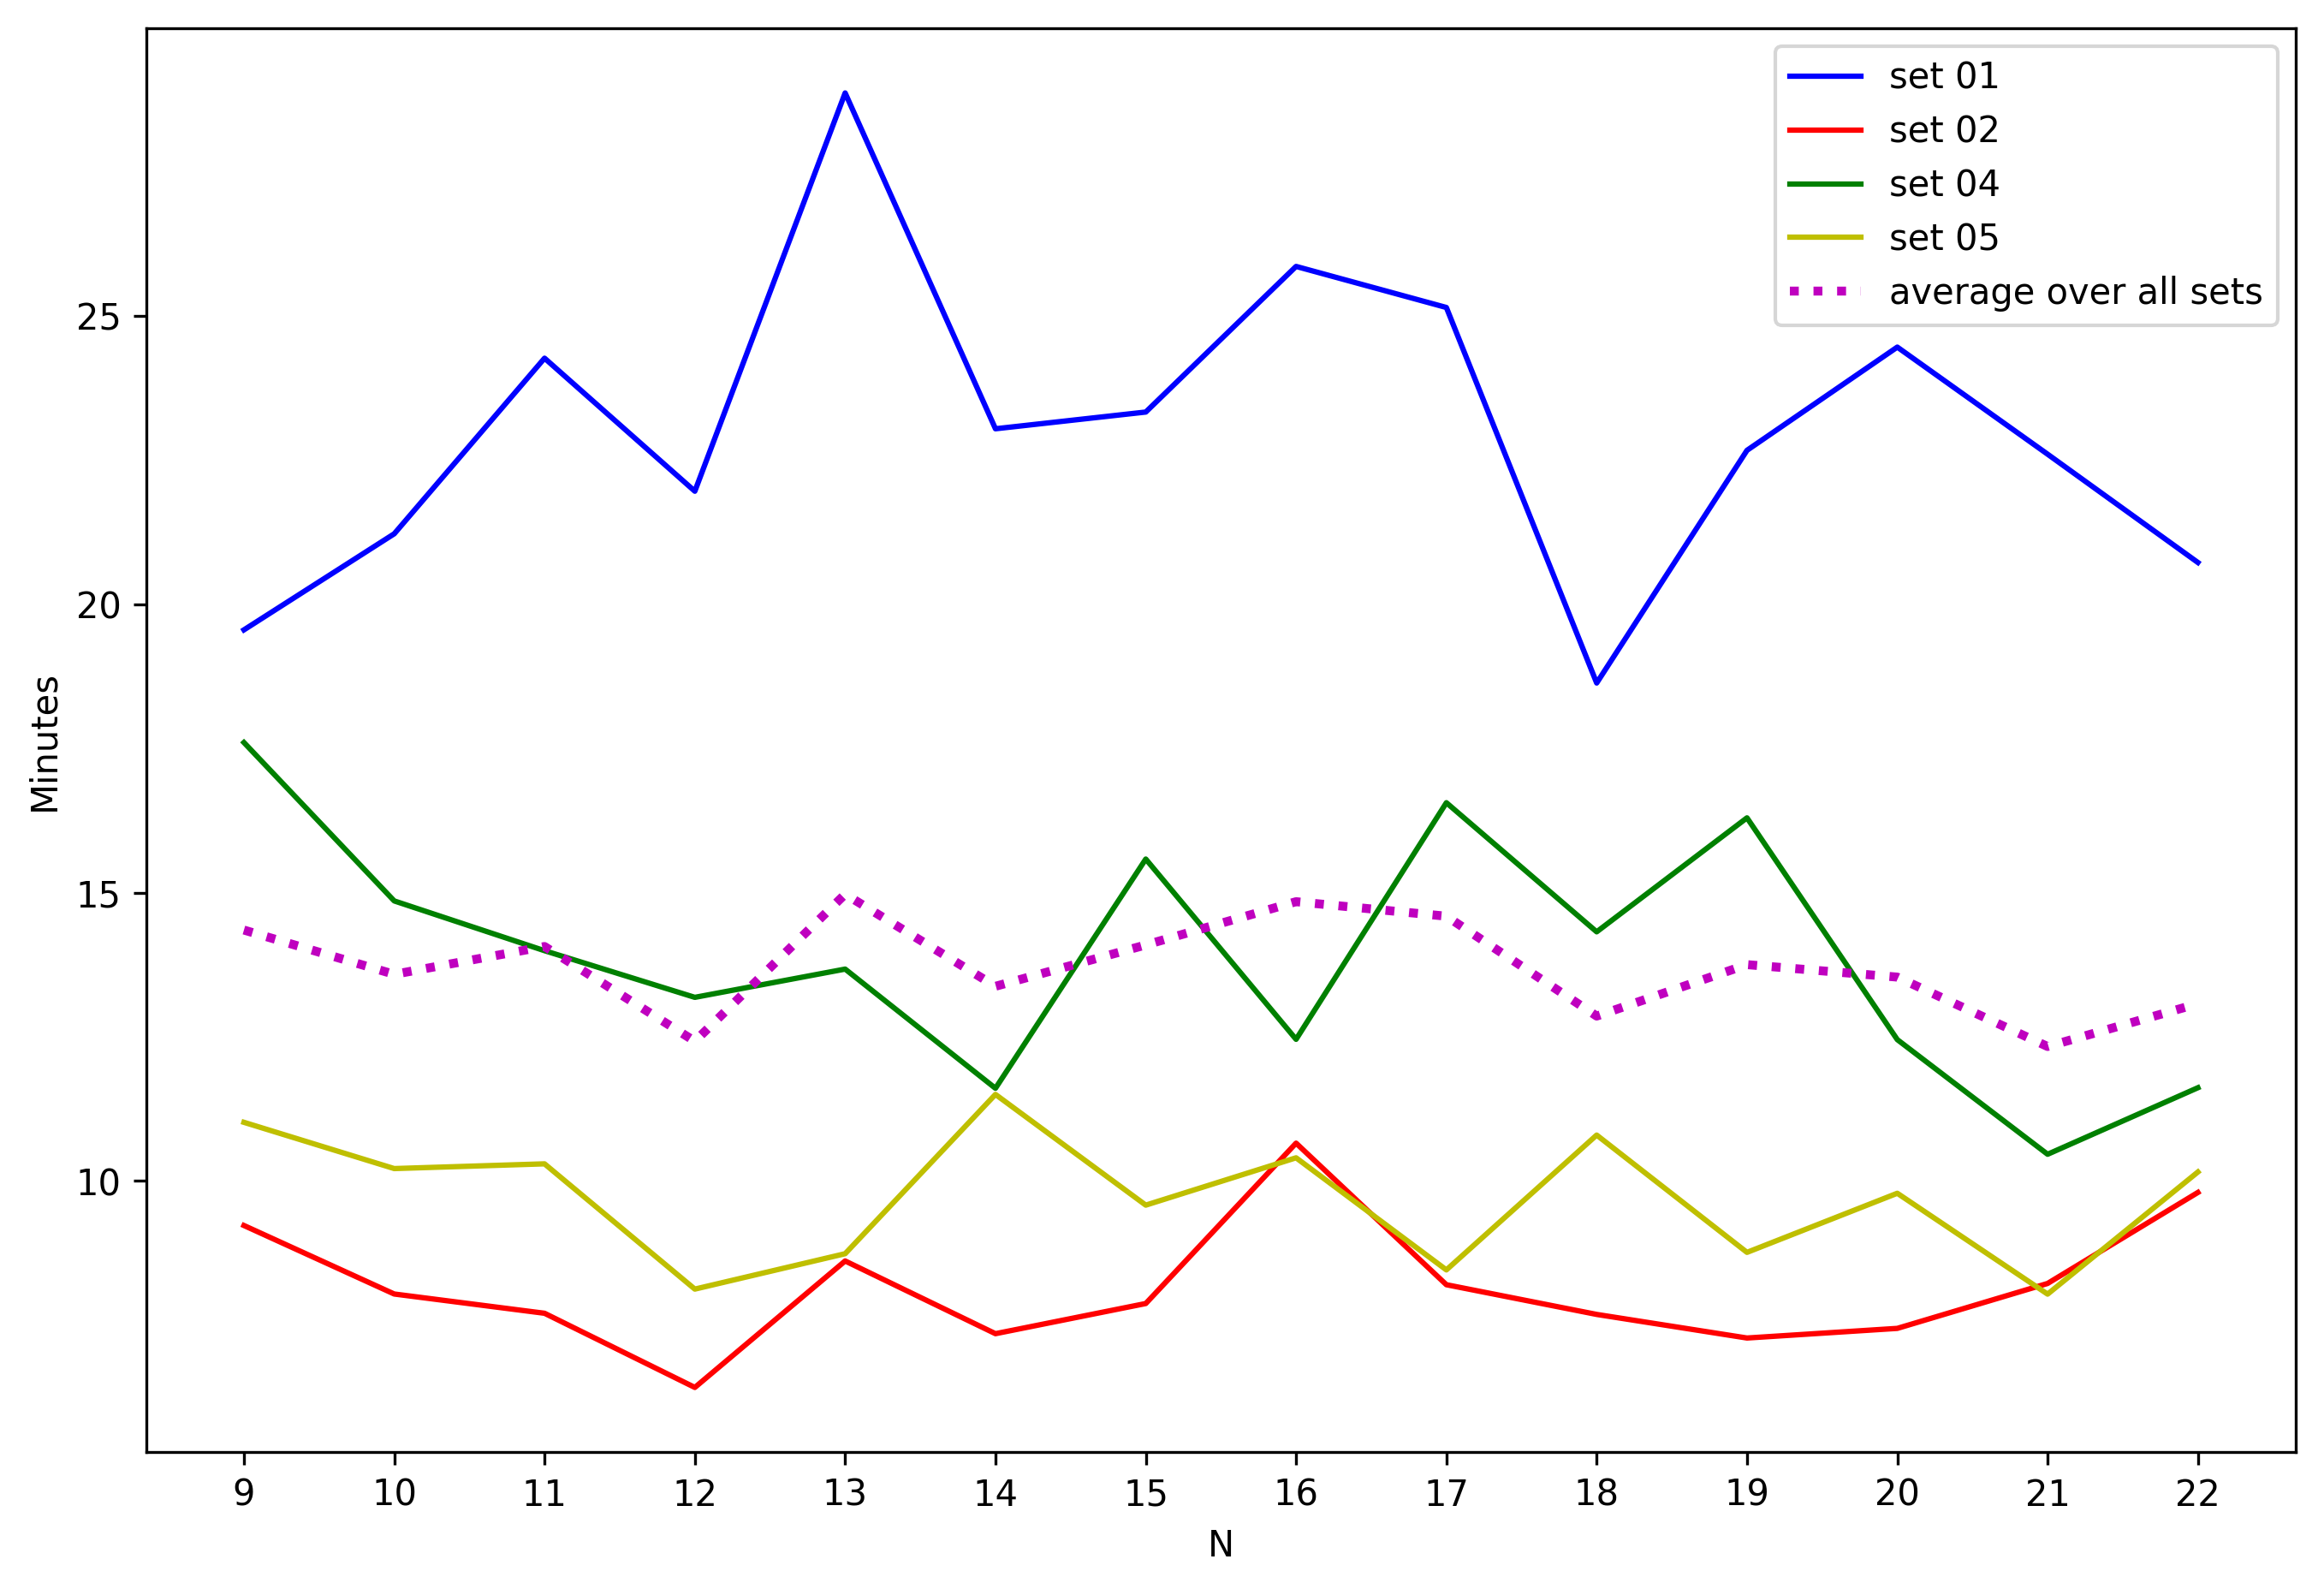 set 01
set 02
set 04
set 05
average over all sets
25
20
15
10
Minutes
9 10 11 12 13 14 15 16 17 18 19 20 21 22
N